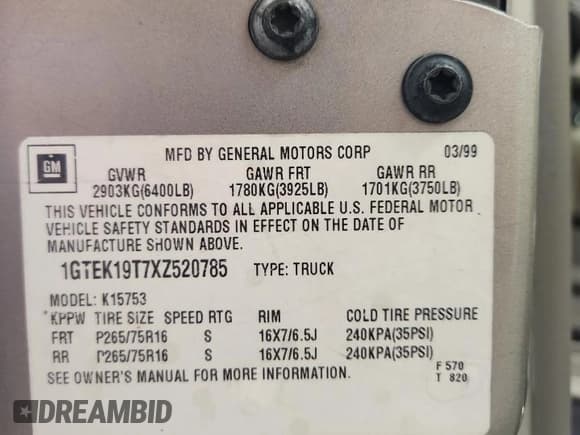 MFD BY GENERAL MOTORS CORP 03/99
GM
GVWR GAWR FRT GAWR RR
2903KG(6400LB) 1780KG(3925LB) 1701KG(3750LB)
THIS VEHICLE CONFORMS TO ALL APPLICABLE U.S. FEDERAL MOTOR
VEHICLE SAFETY STANDARDS IN EFFECT ON THE DATE OF
MANUFACTURE SHOWN ABOVE.
1GTEK19T7XZ520785 TYPE: TRUCK
MODEL: K15753
KPPW TIRE SIZE SPEED RTG RIM COLD TIRE PRESSURE
FRT P265/75R16 S 16X7/6.5J 240KPA(35PSI)
RR P265/75R16 S 16X7/6.5J 240KPA(35PSI)
SEE OWNER'S MANUAL FOR MORE INFORMATION.
F 570
T 820
DREAMBID